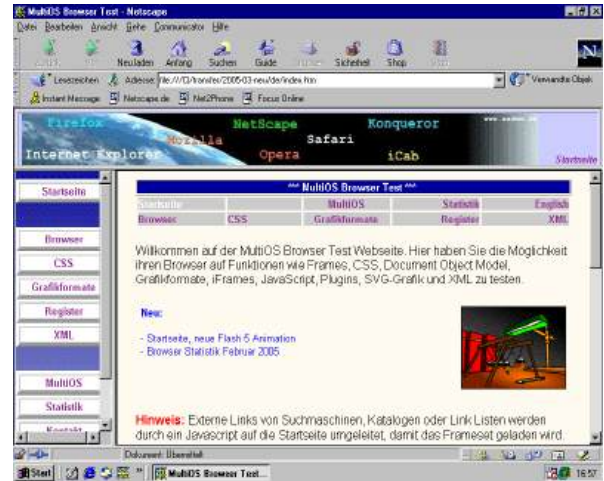 MultiOS Browser Test - Netscape
Datei Bearbeiten Ansicht Gehe Communicator Hilfe
Neu laden Anfang Suchen Guide Sicherheit Shop
Lesezeichen Adresse: file:///D|/transfer/2005-03-neu/de/index.htm Verwandte Objek
Instant Message Netscape.de Net2Phone Focus Online
Firefox NetScape Konqueror
Mozilla Safari
Internet Explorer Opera iCab Startseite
Startseite
Browser
CSS
Grafikformate
Register
XML
MultiOS
Statistik
Kontakt
^^^ MultiOS Browser Test ^^^
Startseite MultiOS Statistik English
Browser CSS Grafikformate Register XML
Willkommen auf der MultiOS Browser Test Webseite. Hier haben Sie die Möglichkeit
ihren Browser auf Funktionen wie Frames, CSS, Document Object Model,
Grafikformate, iFrames, JavaScript, Plugins, SVG-Grafik und XML zu testen.
Neu:
- Startseite, neue Flash 5 Animation
- Browser Statistik Februar 2005
Hinweis: Externe Links von Suchmaschinen, Katalogen oder Link Listen werden
durch ein Javascript auf die Startseite umgeleitet, damit das Frameset geladen wird.
Dokument: Übermittelt
Start MultiOS Browser Test... 16:57